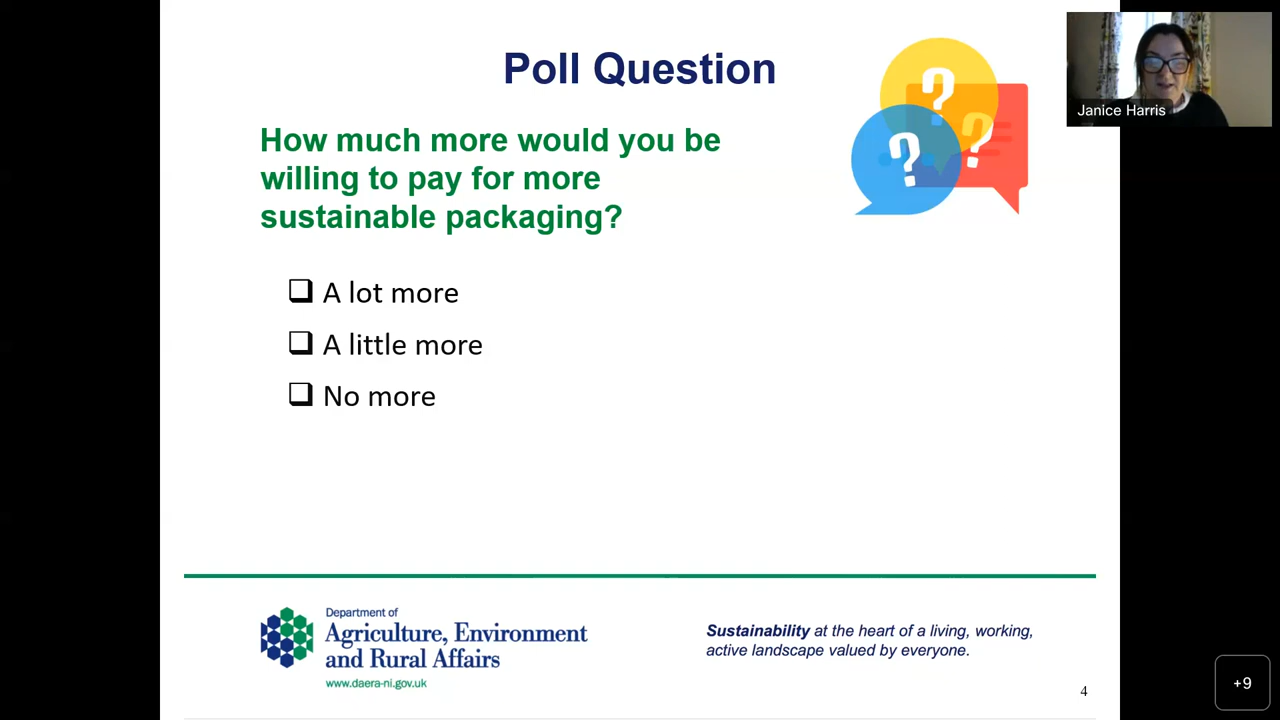 Poll Question
? ? ?
Janice Harris
How much more would you be
willing to pay for more
sustainable packaging?
A lot more
A little more
No more
Department of
Agriculture, Environment
and Rural Affairs
www.daera-ni.gov.uk
Sustainability at the heart of a living, working,
active landscape valued by everyone.
4
+9